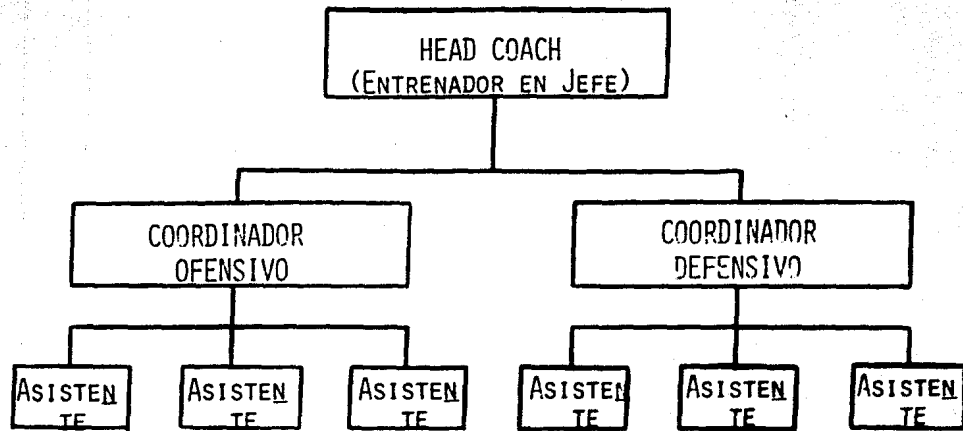 HEAD COACH
(ENTRENADOR EN JEFE)
COORDINADOR
OFENSIVO
COORDINADOR
DEFENSIVO
ASISTEN
TE
ASISTEN
TE
ASISTEN
TE
ASISTEN
TE
ASISTEN
TE
ASISTEN
TE